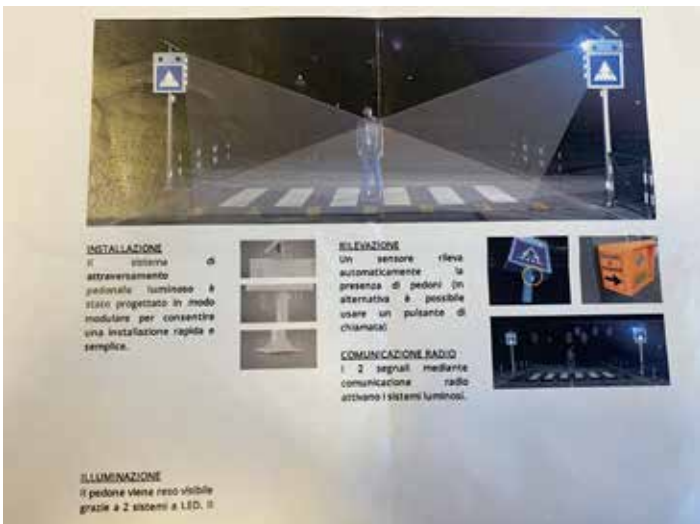 INSTALLAZIONE
Il sistema di
attraversamento
pedonale luminoso è
stato progettato in modo
modulare per consentire
una installazione rapida e
semplice.
RILEVAZIONE
Un sensore rileva
automaticamente la
presenza di pedoni (in
alternativa è possibile
usare un pulsante di
chiamata)
COMUNICAZIONE RADIO
I 2 segnali mediante
comunicazione radio
attivano i sistemi luminosi.
ILLUMINAZIONE
Il pedone viene reso visibile
grazie a 2 sistemi a LED. Il